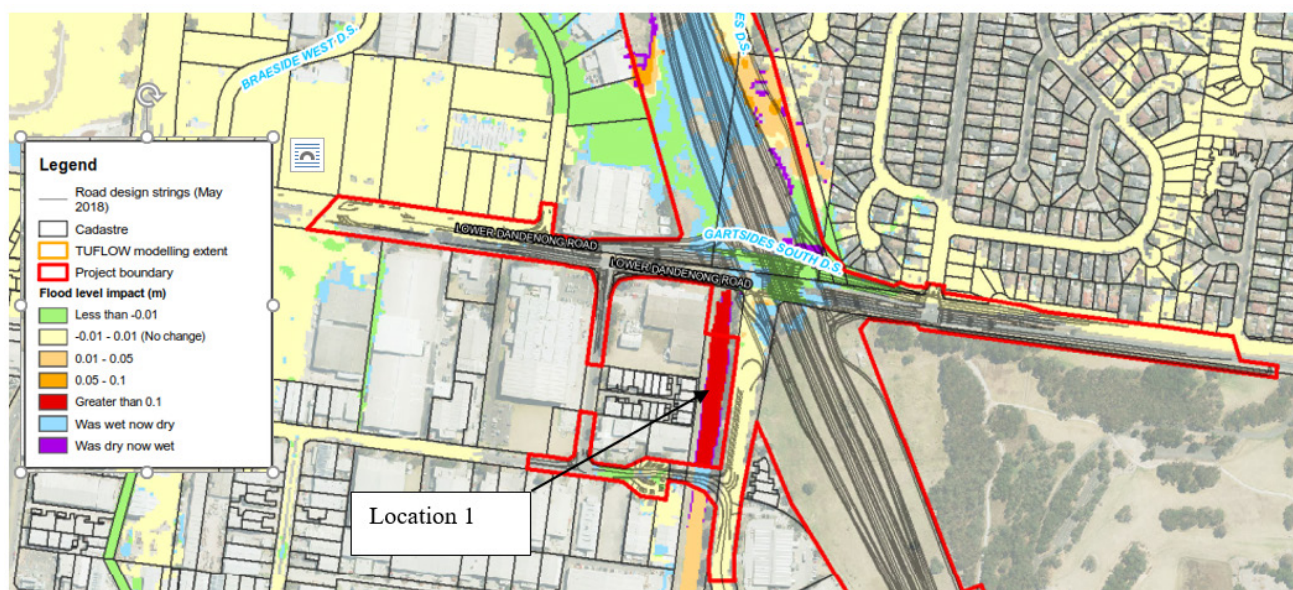 BRAESIDE WEST D.S.
ES D.S.
Legend
Road design strings (May
2018)
Cadastre
TUFLOW modelling extent
Project boundary
Flood level impact (m)
Less than -0.01
-0.01 - 0.01 (No change)
0.01 - 0.05
0.05 - 0.1
Greater than 0.1
Was wet now dry
Was dry now wet
LOWER DANDENONG ROAD
GARTSIDES SOUTH D.S.
LOWER DANDENONG ROAD
Location 1